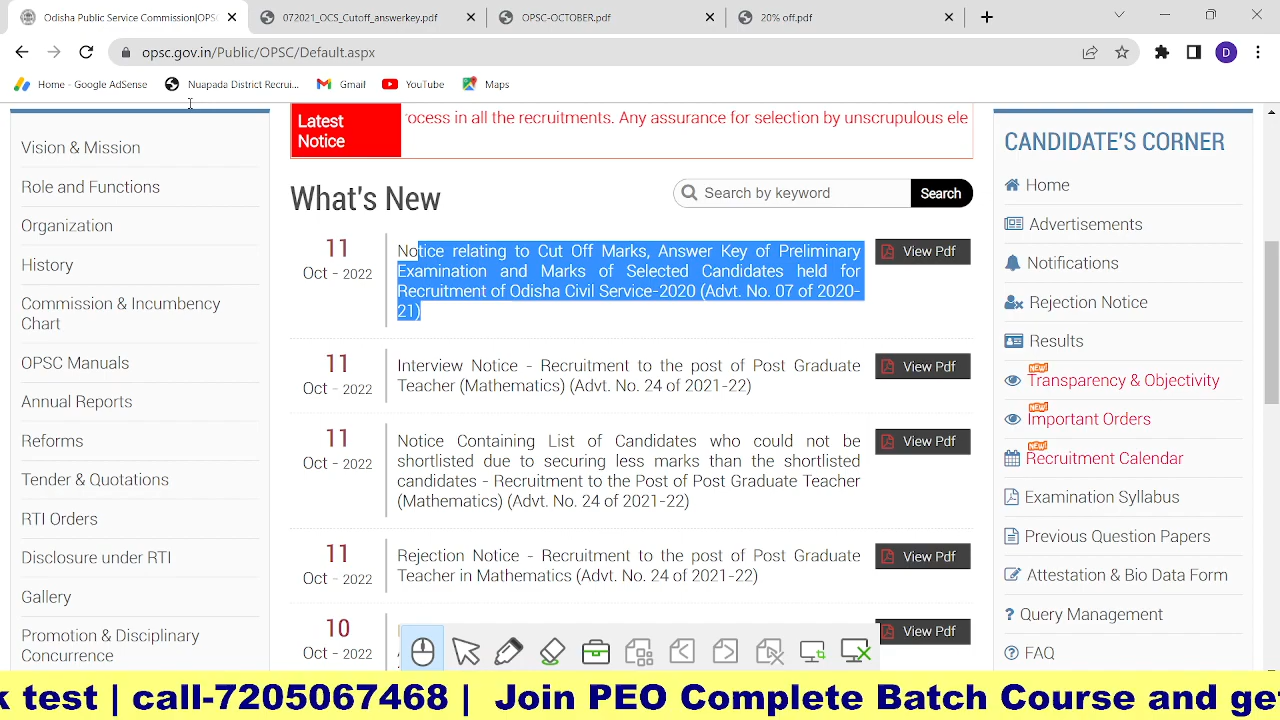 Odisha Public Service Commission[OPS
072021_OCS_Cutoff_answerkey.pdf
OPSC-OCTOBER.pdf
20% off.pdf
opsc.gov.in/Public/OPSC/Default.aspx
D
Home - Google AdSense
Nuapada District Recrui...
Gmail
YouTube
Maps
Vision & Mission
Role and Functions
Organization
History
Commission & Incumbency
Chart
OPSC Manuals
Annual Reports
Reforms
Tender & Quotations
RTI Orders
Disclosure under RTI
Gallery
Promotion & Disciplinary
Concurrence
Latest
Notice
ocess in all the recruitments. Any assurance for selection by unscrupulous ele
What's New
Search by keyword
Search
11
Oct - 2022
Notice relating to Cut Off Marks, Answer Key of Preliminary
Examination and Marks of Selected Candidates held for
Recruitment of Odisha Civil Service-2020 (Advt. No. 07 of 2020-
21)
View Pdf
11
Oct - 2022
Interview Notice - Recruitment to the post of Post Graduate
Teacher (Mathematics) (Advt. No. 24 of 2021-22)
View Pdf
11
Oct - 2022
Notice Containing List of Candidates who could not be
shortlisted due to securing less marks than the shortlisted
candidates - Recruitment to the Post of Post Graduate Teacher
(Mathematics) (Advt. No. 24 of 2021-22)
View Pdf
11
Oct - 2022
Rejection Notice - Recruitment to the post of Post Graduate
Teacher in Mathematics (Advt. No. 24 of 2021-22)
View Pdf
10
Oct - 2022
View Pdf
CANDIDATE'S CORNER
Home
Advertisements
Notifications
Rejection Notice
Results
NEW!
Transparency & Objectivity
NEW!
Important Orders
NEW!
Recruitment Calendar
Examination Syllabus
Previous Question Papers
Attestation & Bio Data Form
? Query Management
FAQ
k test | call-7205067468 | Join PEO Complete Batch Course and ge